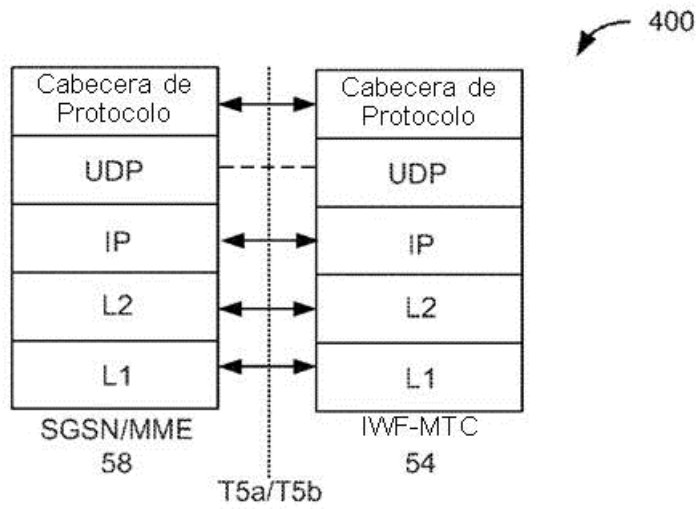 400
Cabecera de
Protocolo
UDP
IP
L2
L1
SGSN/MME
58
Cabecera de
Protocolo
UDP
IP
L2
L1
IWF-MTC
54
T5a/T5b